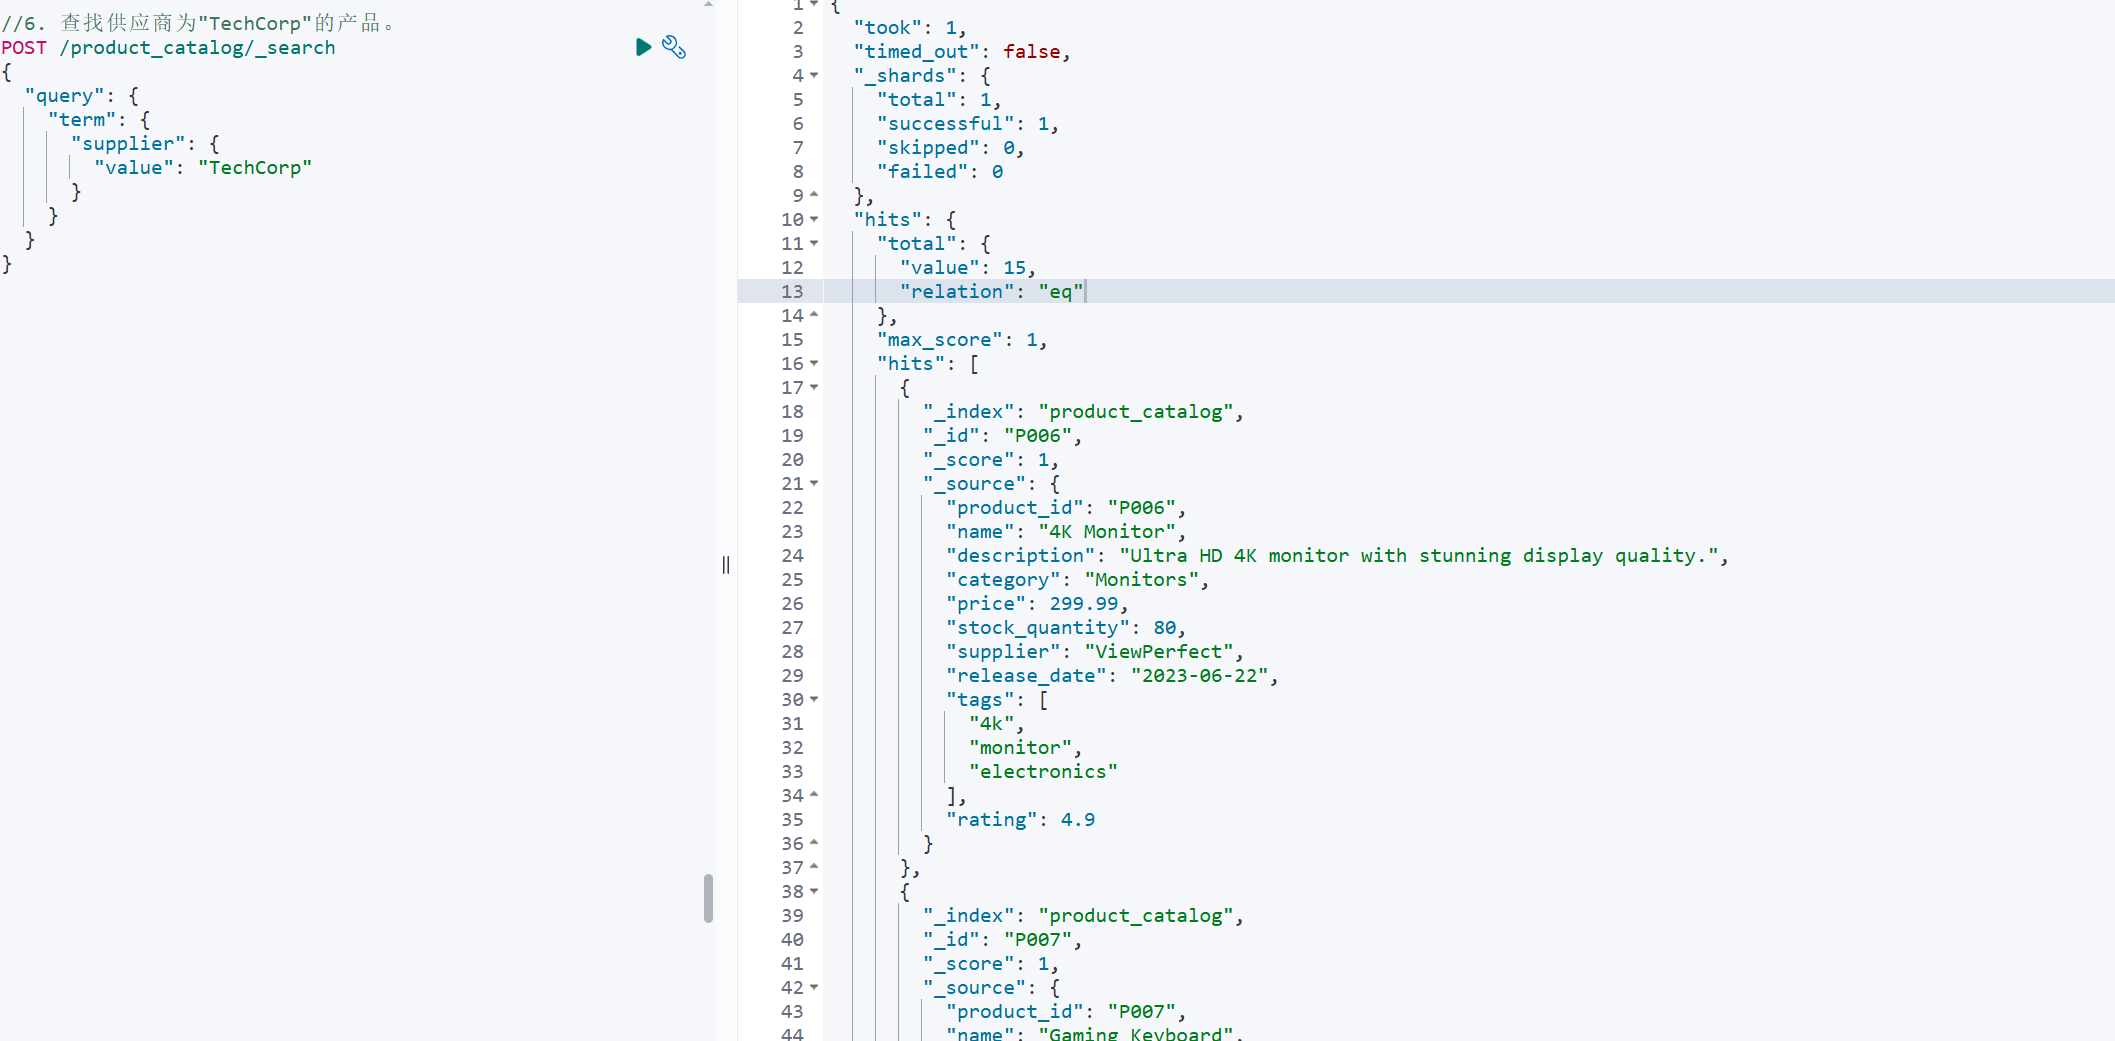 //6. 查找供应商为"TechCorp"的产品。
POST /product_catalog/_search
{
  "query": {
    "term": {
      "supplier": {
        "value": "TechCorp"
      }
    }
  }
}
1 {
2   "took": 1,
3   "timed_out": false,
4   "_shards": {
5     "total": 1,
6     "successful": 1,
7     "skipped": 0,
8     "failed": 0
9   },
10   "hits": {
11     "total": {
12       "value": 15,
13       "relation": "eq"
14     },
15     "max_score": 1,
16     "hits": [
17       {
18         "_index": "product_catalog",
19         "_id": "P006",
20         "_score": 1,
21         "_source": {
22           "product_id": "P006",
23           "name": "4K Monitor",
24           "description": "Ultra HD 4K monitor with stunning display quality.",
25           "category": "Monitors",
26           "price": 299.99,
27           "stock_quantity": 80,
28           "supplier": "ViewPerfect",
29           "release_date": "2023-06-22",
30           "tags": [
31             "4k",
32             "monitor",
33             "electronics"
34           ],
35           "rating": 4.9
36         }
37       },
38       {
39         "_index": "product_catalog",
40         "_id": "P007",
41         "_score": 1,
42         "_source": {
43           "product_id": "P007",
44           "name": "Gaming Keyboard",